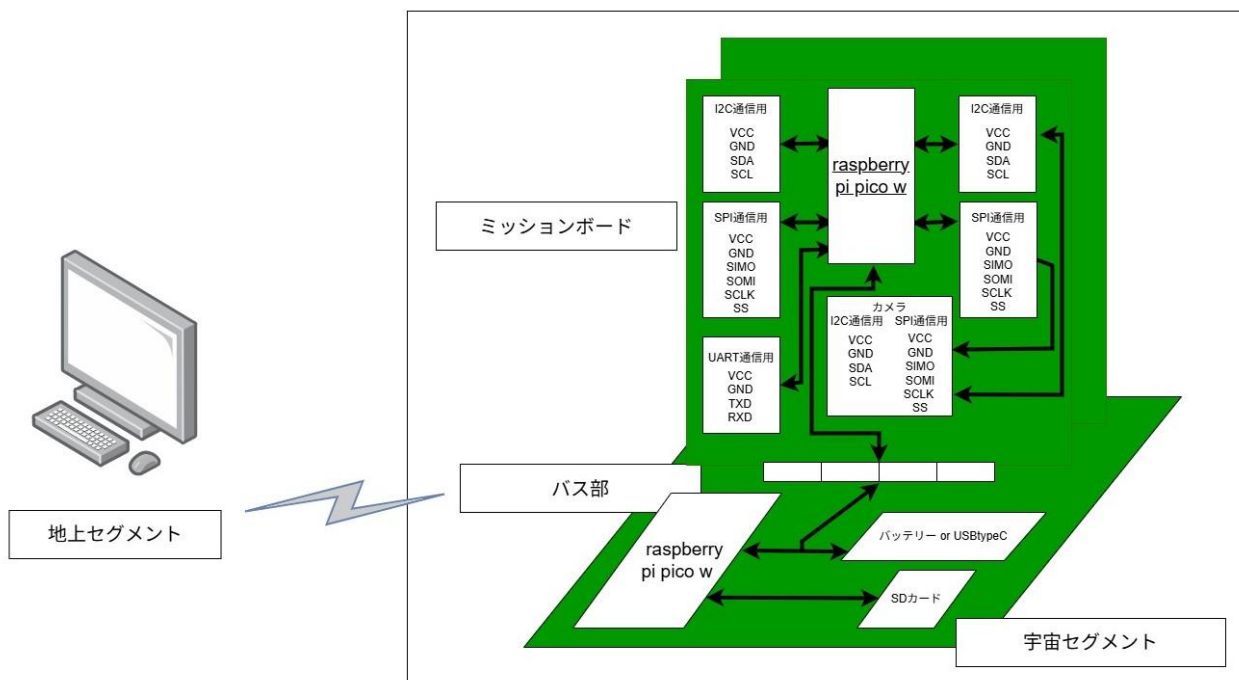 I2C通信用
VCC
GND
SDA
SCL
raspberry
pi pico w
I2C通信用
VCC
GND
SDA
SCL
ミッションボード
SPI通信用
VCC
GND
SIMO
SOMI
SCLK
SS
SPI通信用
VCC
GND
SIMO
SOMI
SCLK
SS
カメラ
I2C通信用
VCC
GND
SDA
SCL
SPI通信用
VCC
GND
SIMO
SOMI
SCLK
SS
UART通信用
VCC
GND
TXD
RXD
バス部
地上セグメント
raspberry
pi pico w
バッテリー or USBtypeC
SDカード
宇宙セグメント